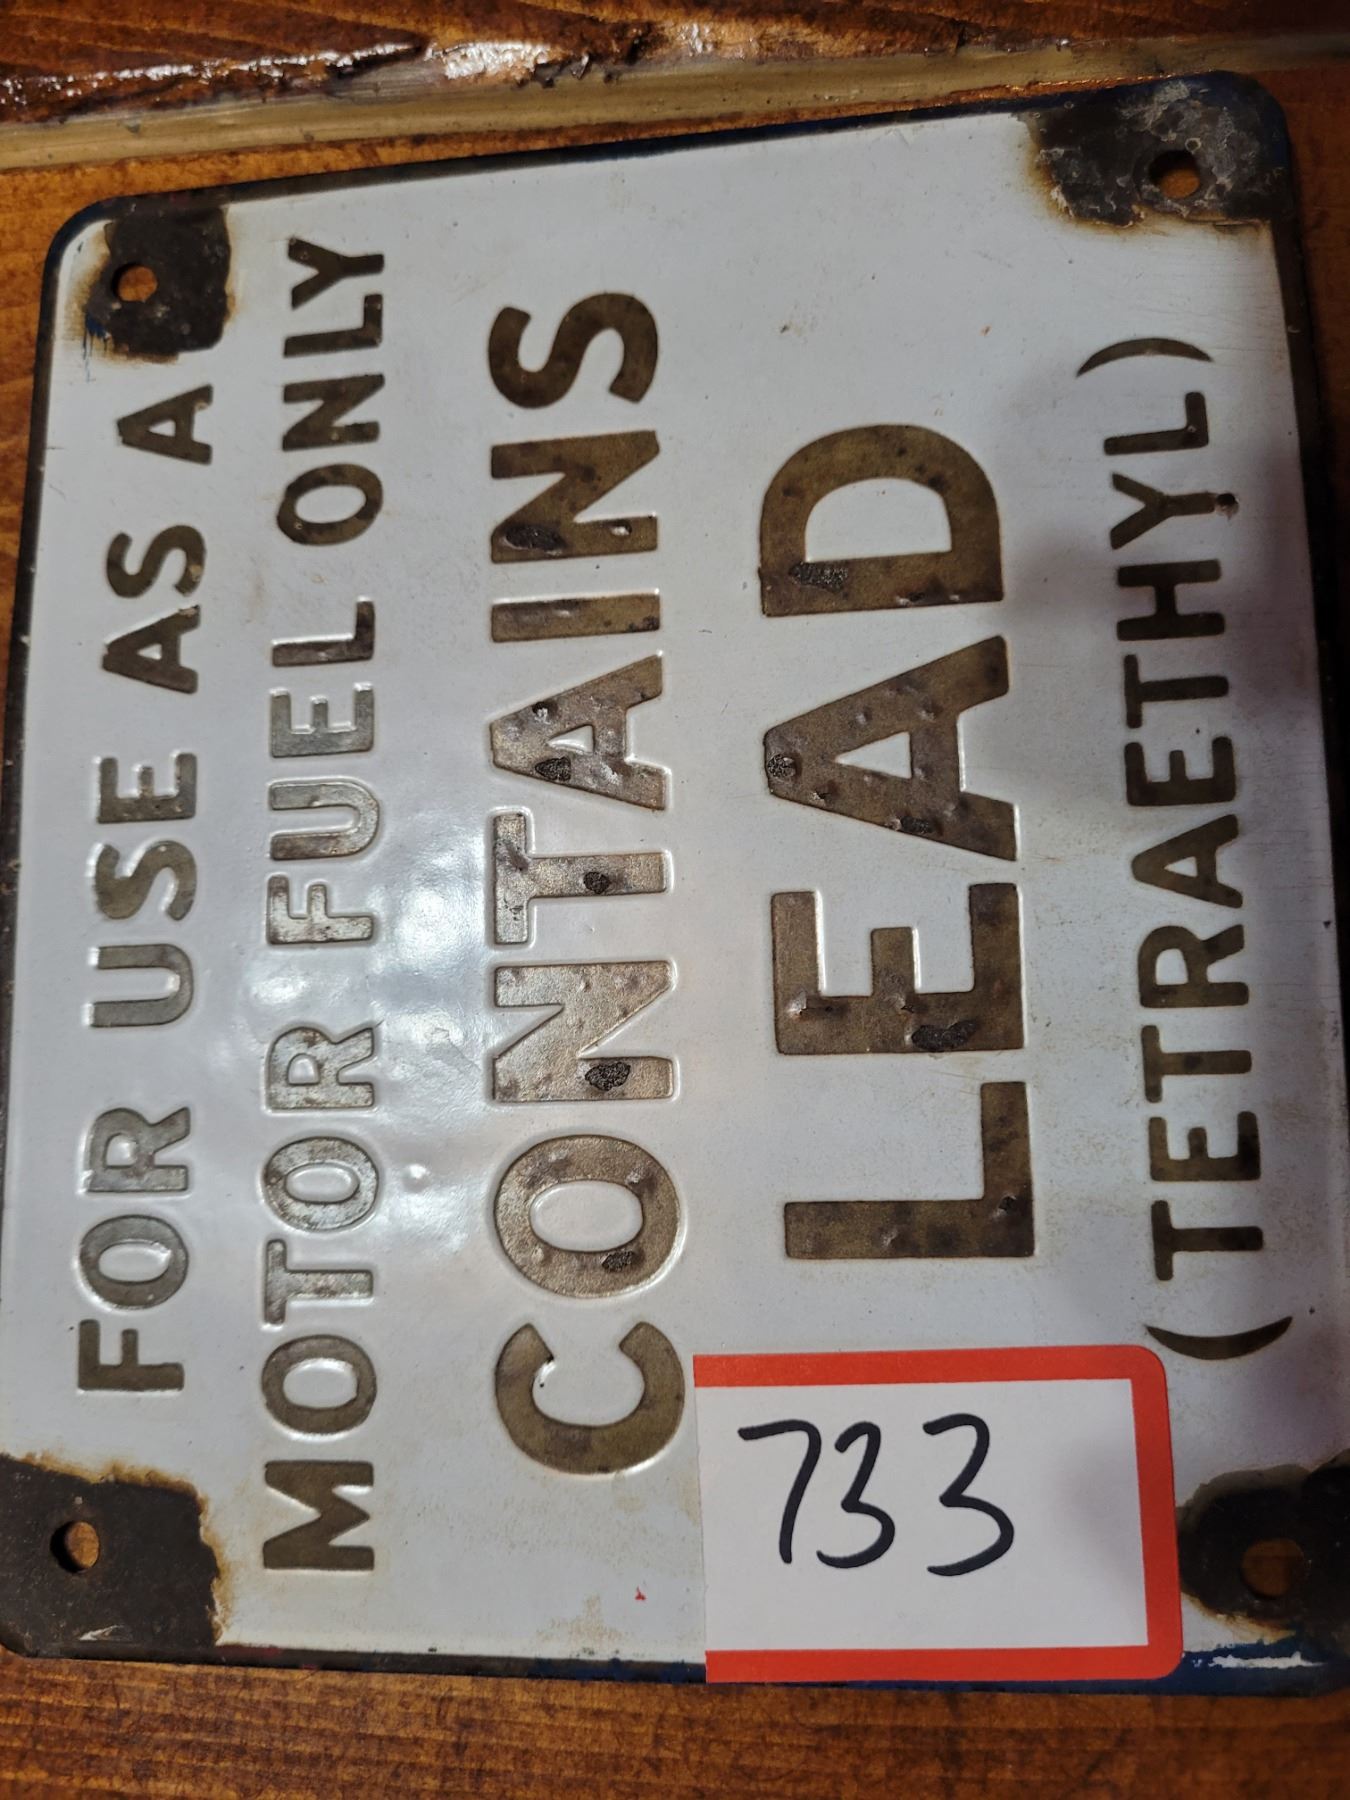 FOR USE AS A
MOTOR FUEL ONLY
CONTAINS
LEAD
(TETRAETHYL)
733